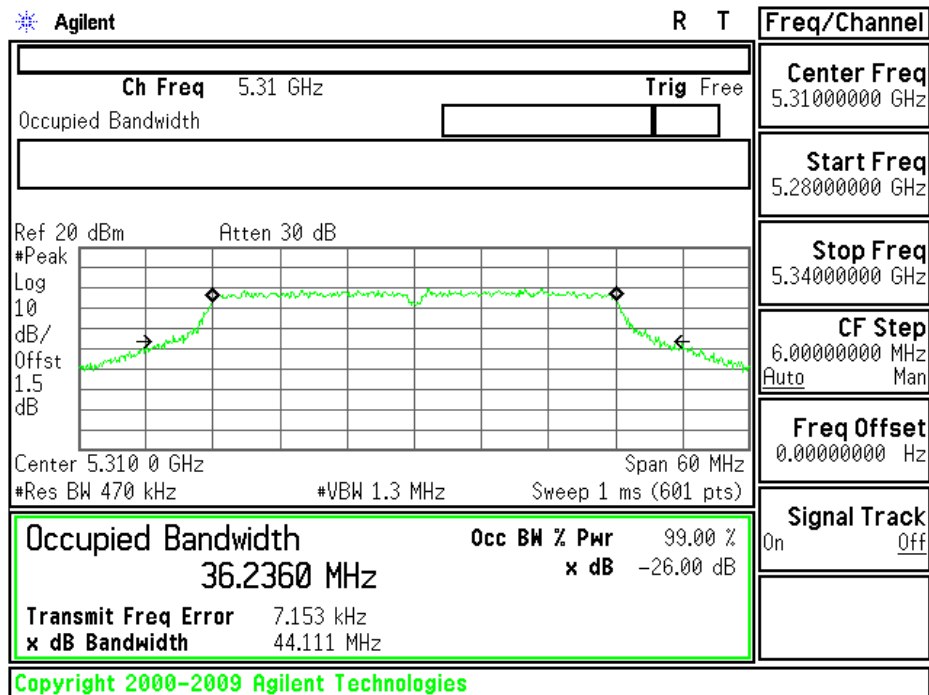 Agilent R T
Freq/Channel
Ch Freq 5.31 GHz Trig Free
Occupied Bandwidth
Center Freq
5.31000000 GHz
Start Freq
5.28000000 GHz
Stop Freq
5.34000000 GHz
CF Step
6.00000000 MHz
Auto Man
Freq Offset
0.00000000 Hz
Signal Track
On Off
Ref 20 dBm Atten 30 dB
#Peak
Log
10
dB/
Offst
1.5
dB
Center 5.310 0 GHz Span 60 MHz
#Res BW 470 kHz #VBW 1.3 MHz Sweep 1 ms (601 pts)
Occupied Bandwidth Occ BW % Pwr 99.00 %
36.2360 MHz x dB -26.00 dB
Transmit Freq Error 7.153 kHz
x dB Bandwidth 44.111 MHz
Copyright 2000-2009 Agilent Technologies